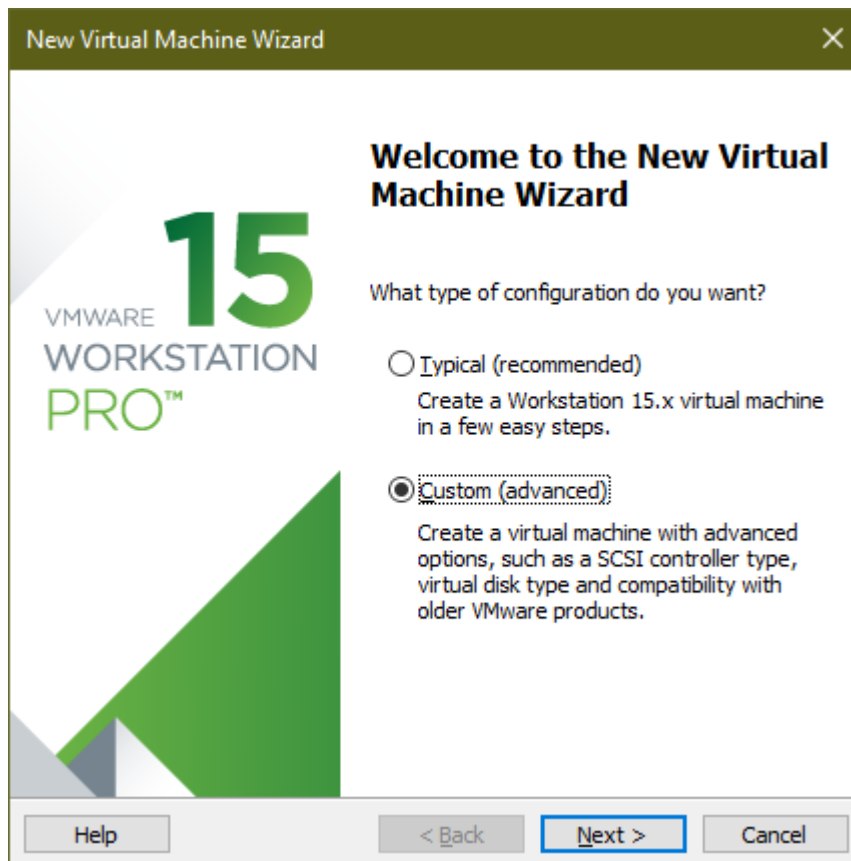 New Virtual Machine Wizard
15
VMWARE
WORKSTATION
PRO™
Welcome to the New Virtual
Machine Wizard
What type of configuration do you want?
Typical (recommended)
Create a Workstation 15.x virtual machine
in a few easy steps.
Custom (advanced)
Create a virtual machine with advanced
options, such as a SCSI controller type,
virtual disk type and compatibility with
older VMware products.
Help
< Back
Next >
Cancel